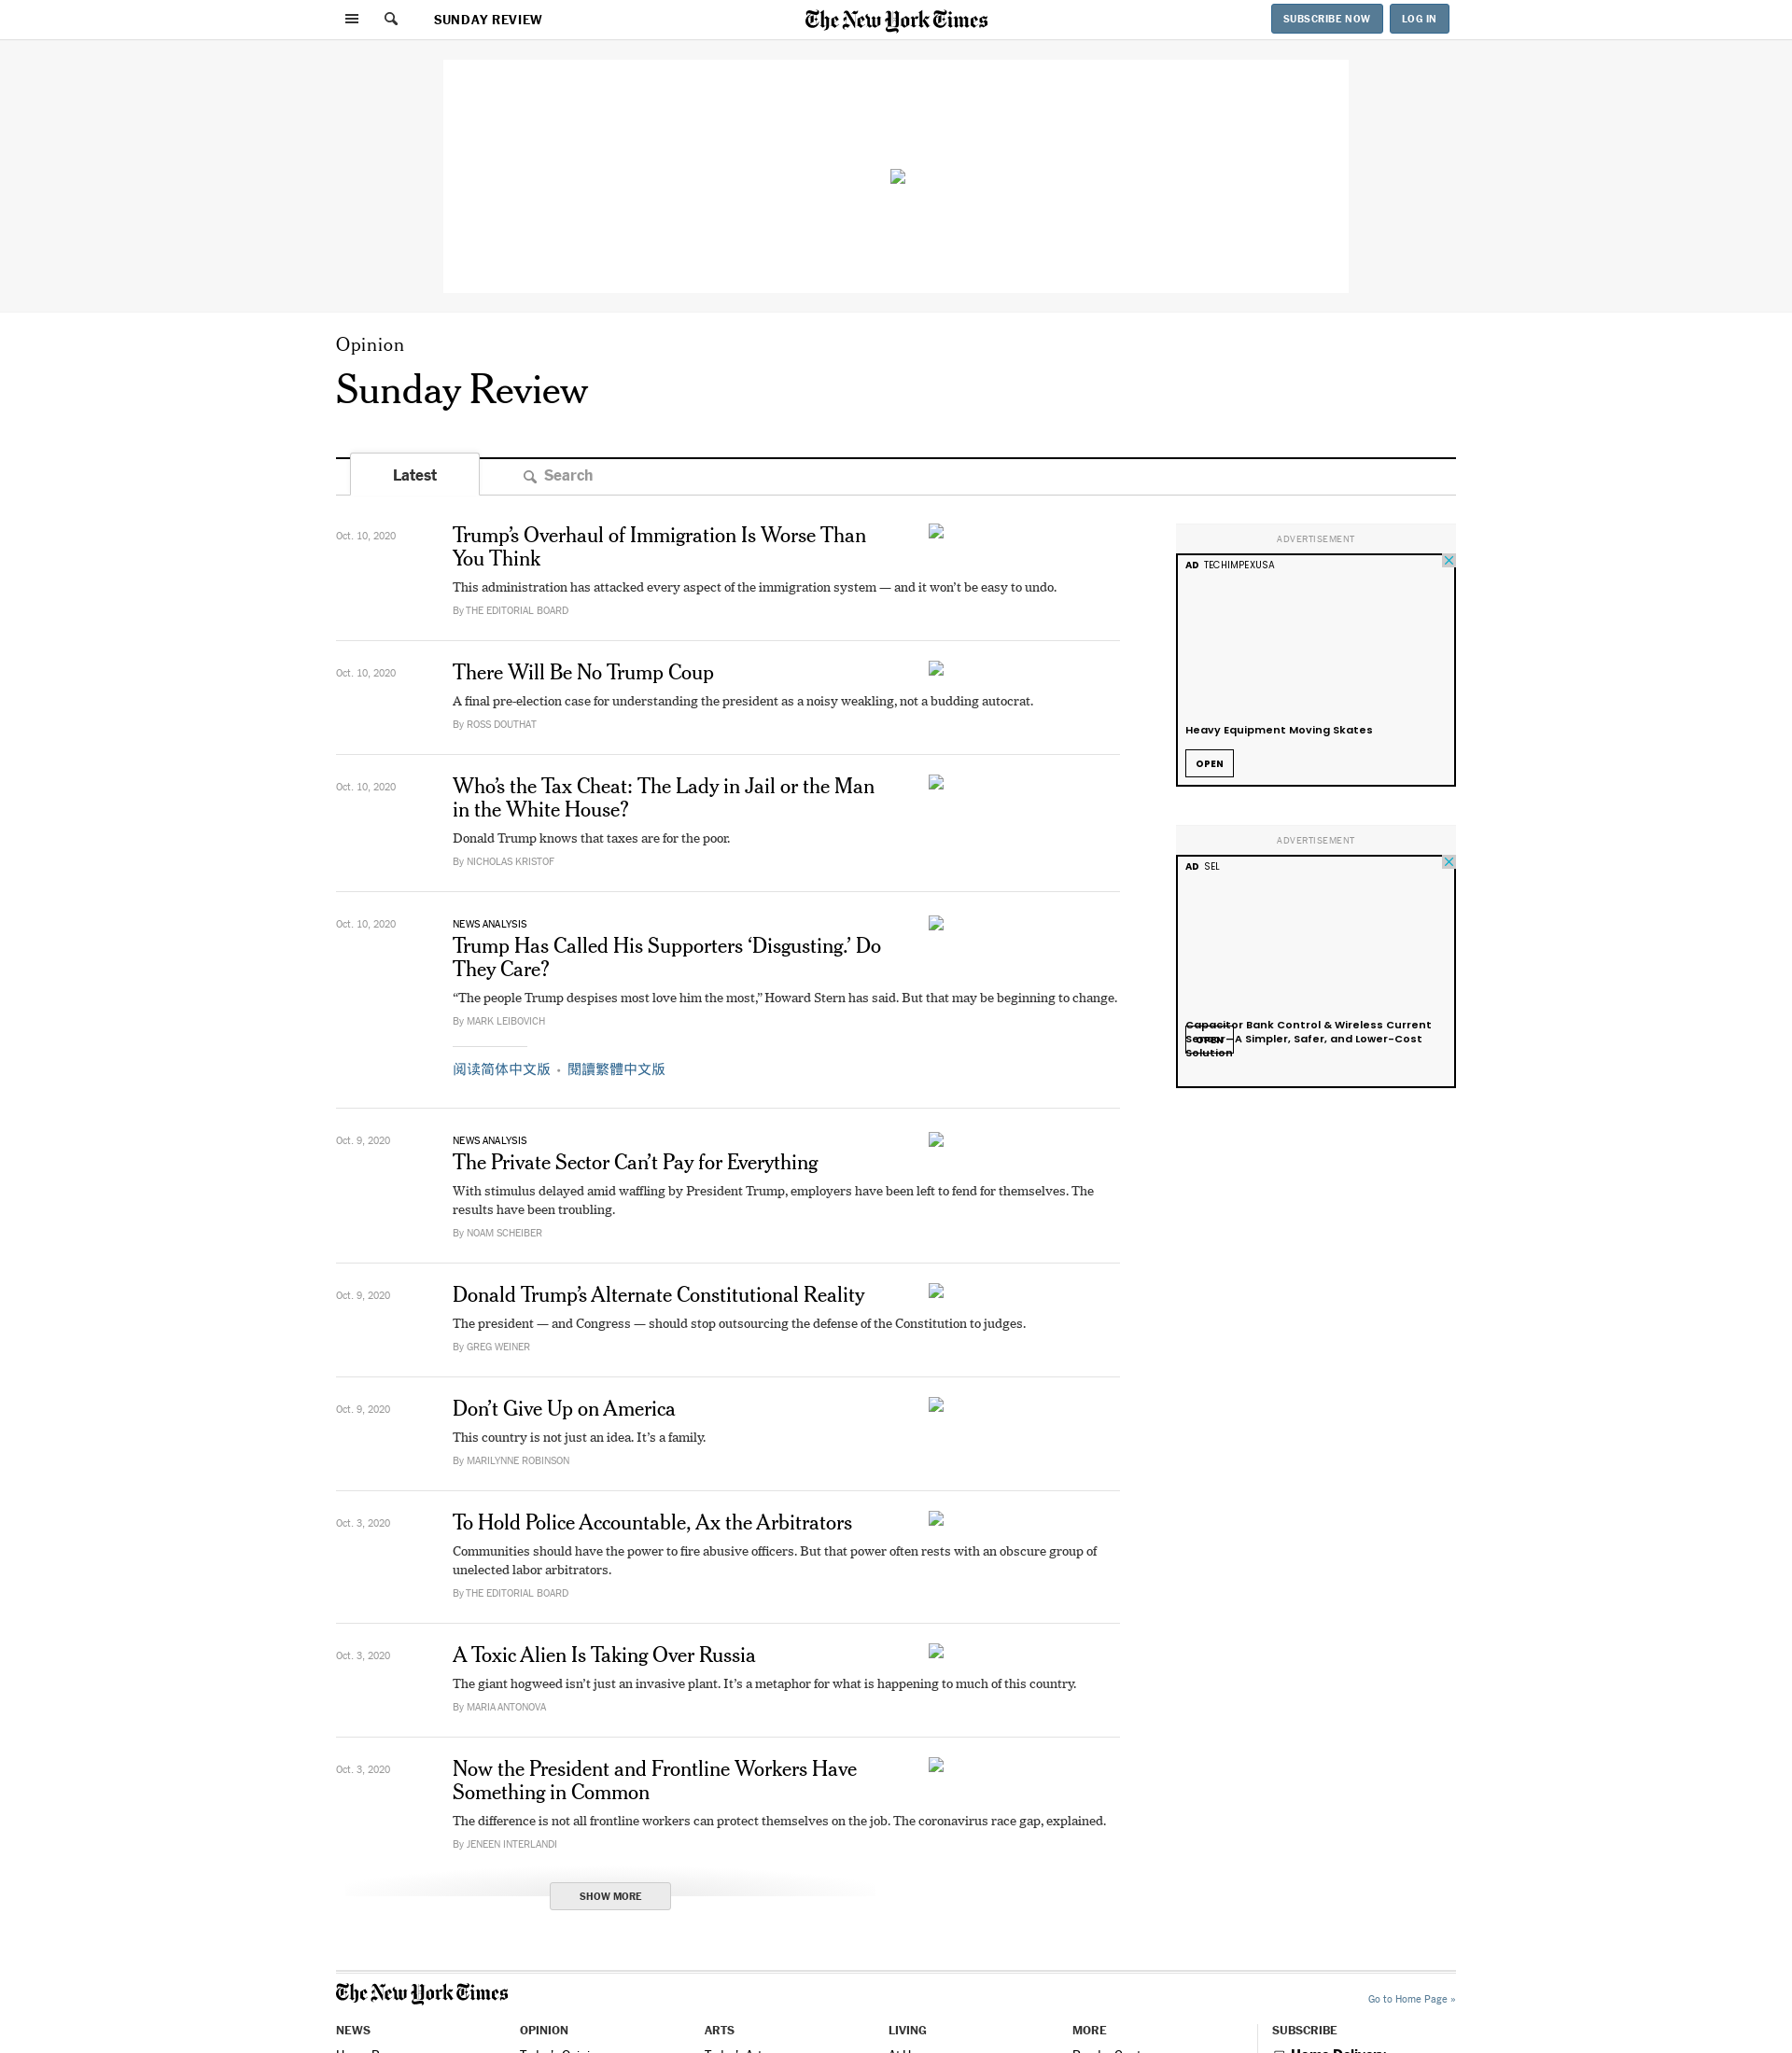 SUNDAY REVIEW
The New York Times
SUBSCRIBE NOW
LOG IN
Opinion
Sunday Review
Latest
Search
Oct. 10, 2020
Trump’s Overhaul of Immigration Is Worse Than
You Think
This administration has attacked every aspect of the immigration system — and it won’t be easy to undo.
By THE EDITORIAL BOARD
Oct. 10, 2020
There Will Be No Trump Coup
A final pre-election case for understanding the president as a noisy weakling, not a budding autocrat.
By ROSS DOUTHAT
Oct. 10, 2020
Who’s the Tax Cheat: The Lady in Jail or the Man
in the White House?
Donald Trump knows that taxes are for the poor.
By NICHOLAS KRISTOF
Oct. 10, 2020
NEWS ANALYSIS
Trump Has Called His Supporters ‘Disgusting.’ Do
They Care?
“The people Trump despises most love him the most,” Howard Stern has said. But that may be beginning to change.
By MARK LEIBOVICH
阅读简体中文版 • 閱讀繁體中文版
Oct. 9, 2020
NEWS ANALYSIS
The Private Sector Can’t Pay for Everything
With stimulus delayed amid waffling by President Trump, employers have been left to fend for themselves. The
results have been troubling.
By NOAM SCHEIBER
Oct. 9, 2020
Donald Trump’s Alternate Constitutional Reality
The president — and Congress — should stop outsourcing the defense of the Constitution to judges.
By GREG WEINER
Oct. 9, 2020
Don’t Give Up on America
This country is not just an idea. It’s a family.
By MARILYNNE ROBINSON
Oct. 3, 2020
To Hold Police Accountable, Ax the Arbitrators
Communities should have the power to fire abusive officers. But that power often rests with an obscure group of
unelected labor arbitrators.
By THE EDITORIAL BOARD
Oct. 3, 2020
A Toxic Alien Is Taking Over Russia
The giant hogweed isn’t just an invasive plant. It’s a metaphor for what is happening to much of this country.
By MARIA ANTONOVA
Oct. 3, 2020
Now the President and Frontline Workers Have
Something in Common
The difference is not all frontline workers can protect themselves on the job. The coronavirus race gap, explained.
By JENEEN INTERLANDI
SHOW MORE
ADVERTISEMENT
AD TECHIMPEXUSA
Heavy Equipment Moving Skates
OPEN
ADVERTISEMENT
AD SEL
Capacitor Bank Control & Wireless Current
Sensor—A Simpler, Safer, and Lower-Cost
Solution
OPEN
The New York Times
Go to Home Page »
NEWS
OPINION
ARTS
LIVING
MORE
SUBSCRIBE
Home Delivery